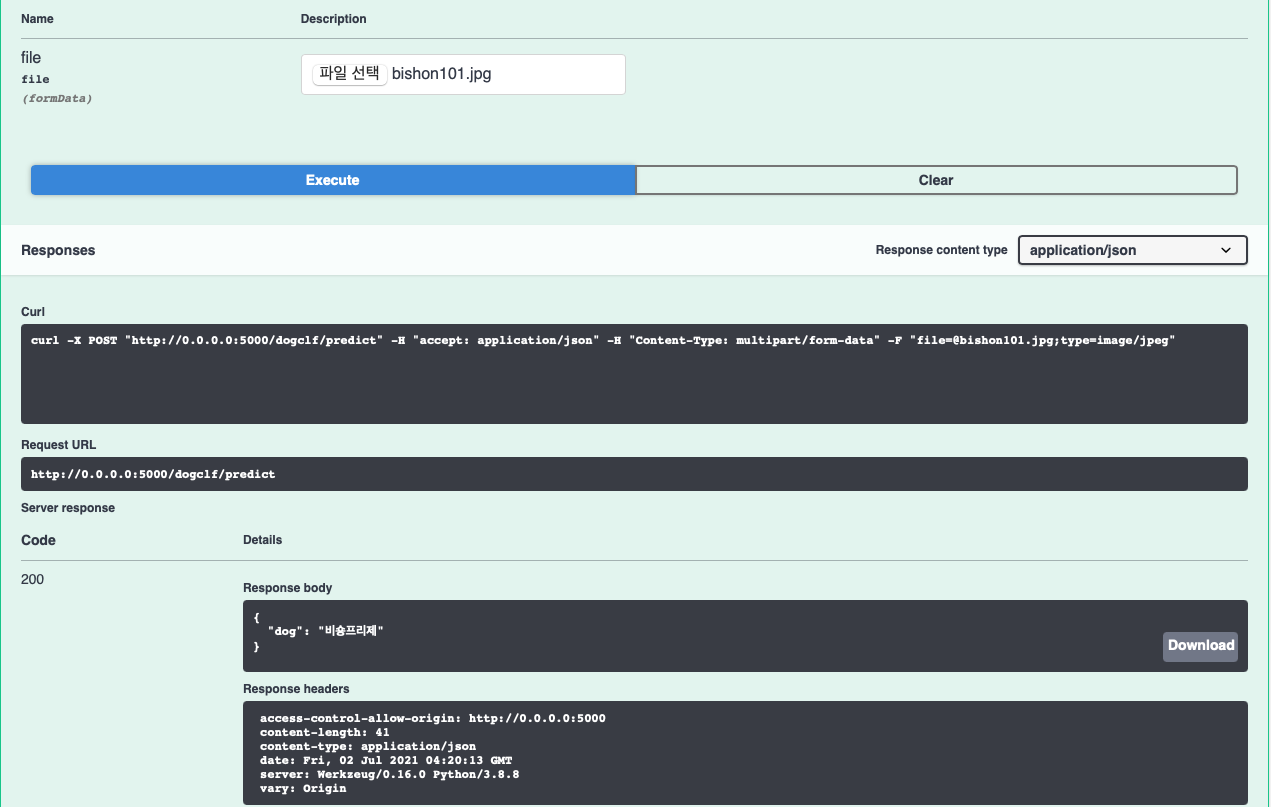 Name Description
file
file
(formData)
파일 선택 bishon101.jpg
Execute Clear
Responses Response content type application/json
Curl
curl -X POST "http://0.0.0.0:5000/dogclf/predict" -H "accept: application/json" -H "Content-Type: multipart/form-data" -F "file=@bishon101.jpg;type=image/jpeg"
Request URL
http://0.0.0.0:5000/dogclf/predict
Server response
Code Details
200
Response body
{
"dog": "비숑프리제"
}
Download
Response headers
access-control-allow-origin: http://0.0.0.0:5000
content-length: 41
content-type: application/json
date: Fri, 02 Jul 2021 04:20:13 GMT
server: Werkzeug/0.16.0 Python/3.8.8
vary: Origin